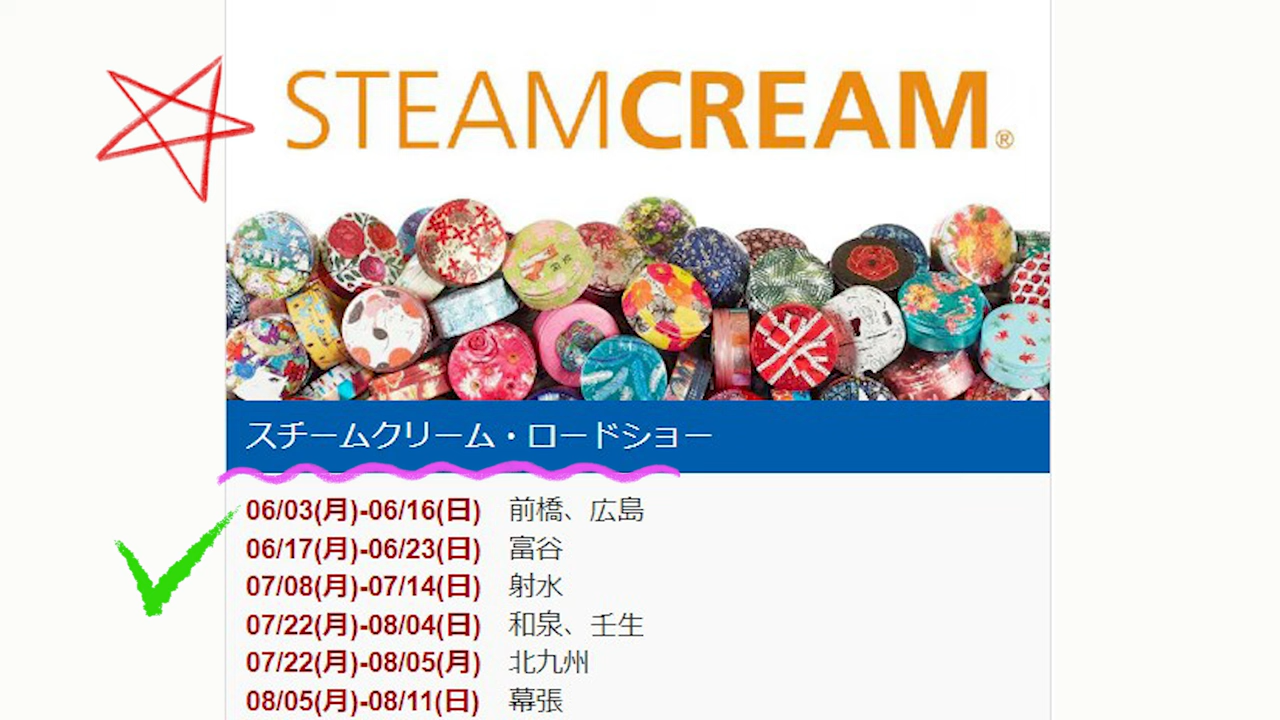 STEAMCREAM®
スチームクリーム・ロードショー
06/03(月)-06/16(日) 前橋、広島
06/17(月)-06/23(日) 富谷
07/08(月)-07/14(日) 射水
07/22(月)-08/04(日) 和泉、壬生
07/22(月)-08/05(月) 北九州
08/05(月)-08/11(日) 幕張